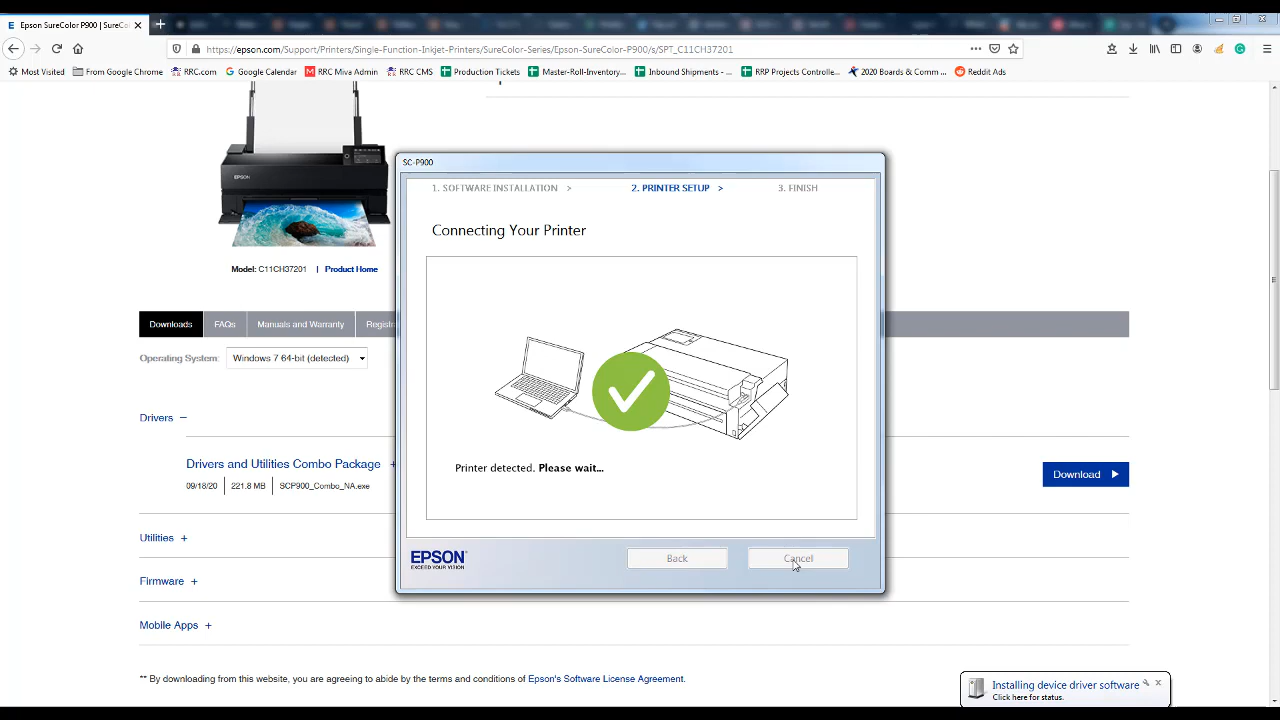 Epson SureColor P900 | SureCol
https://epson.com/Support/Printers/Single-Function-Inkjet-Printers/SureColor-Series/Epson-SureColor-P900/s/SPT_C11CH37201
Most Visited From Google Chrome RRC.com Google Calendar RRC Miva Admin RRC CMS Production Tickets Master-Roll-Inventory... Inbound Shipments - ... RRP Projects Controlle... 2020 Boards & Comm ... Reddit Ads
EPSON
Model: C11CH37201 | Product Home
Downloads FAQs Manuals and Warranty Registr
Operating System: Windows 7 64-bit (detected)
Drivers −
Drivers and Utilities Combo Package +
09/18/20 221.8 MB SCP900_Combo_NA.exe
Download
Utilities +
Firmware +
Mobile Apps +
** By downloading from this website, you are agreeing to abide by the terms and conditions of Epson's Software License Agreement.
SC-P900
1. SOFTWARE INSTALLATION > 2. PRINTER SETUP > 3. FINISH
Connecting Your Printer
Printer detected. Please wait...
EPSON
EXCEED YOUR VISION
Back Cancel
Installing device driver software
Click here for status.